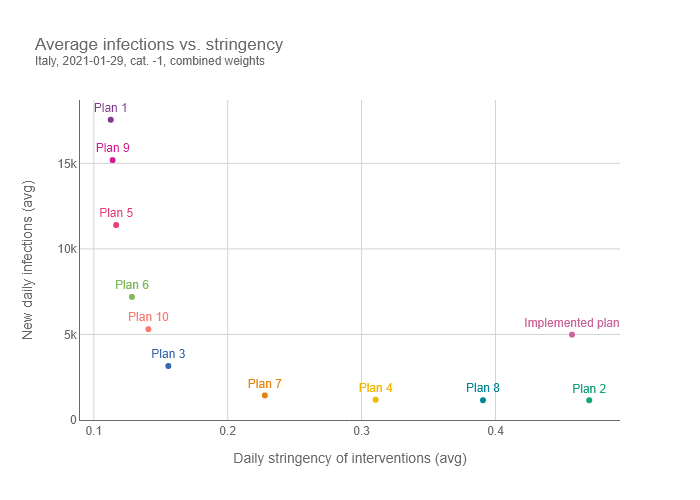 Average infections vs. stringency
Italy, 2021-01-29, cat. -1, combined weights
Plan 1
Plan 9
15k
Plan 5
10k
Plan 6
Plan 10
Implemented plan
5k
Plan 3
Plan 7
Plan 4
Plan 8
Plan 2
0
0.1
0.2
0.3
0.4
New daily infections (avg)
Daily stringency of interventions (avg)